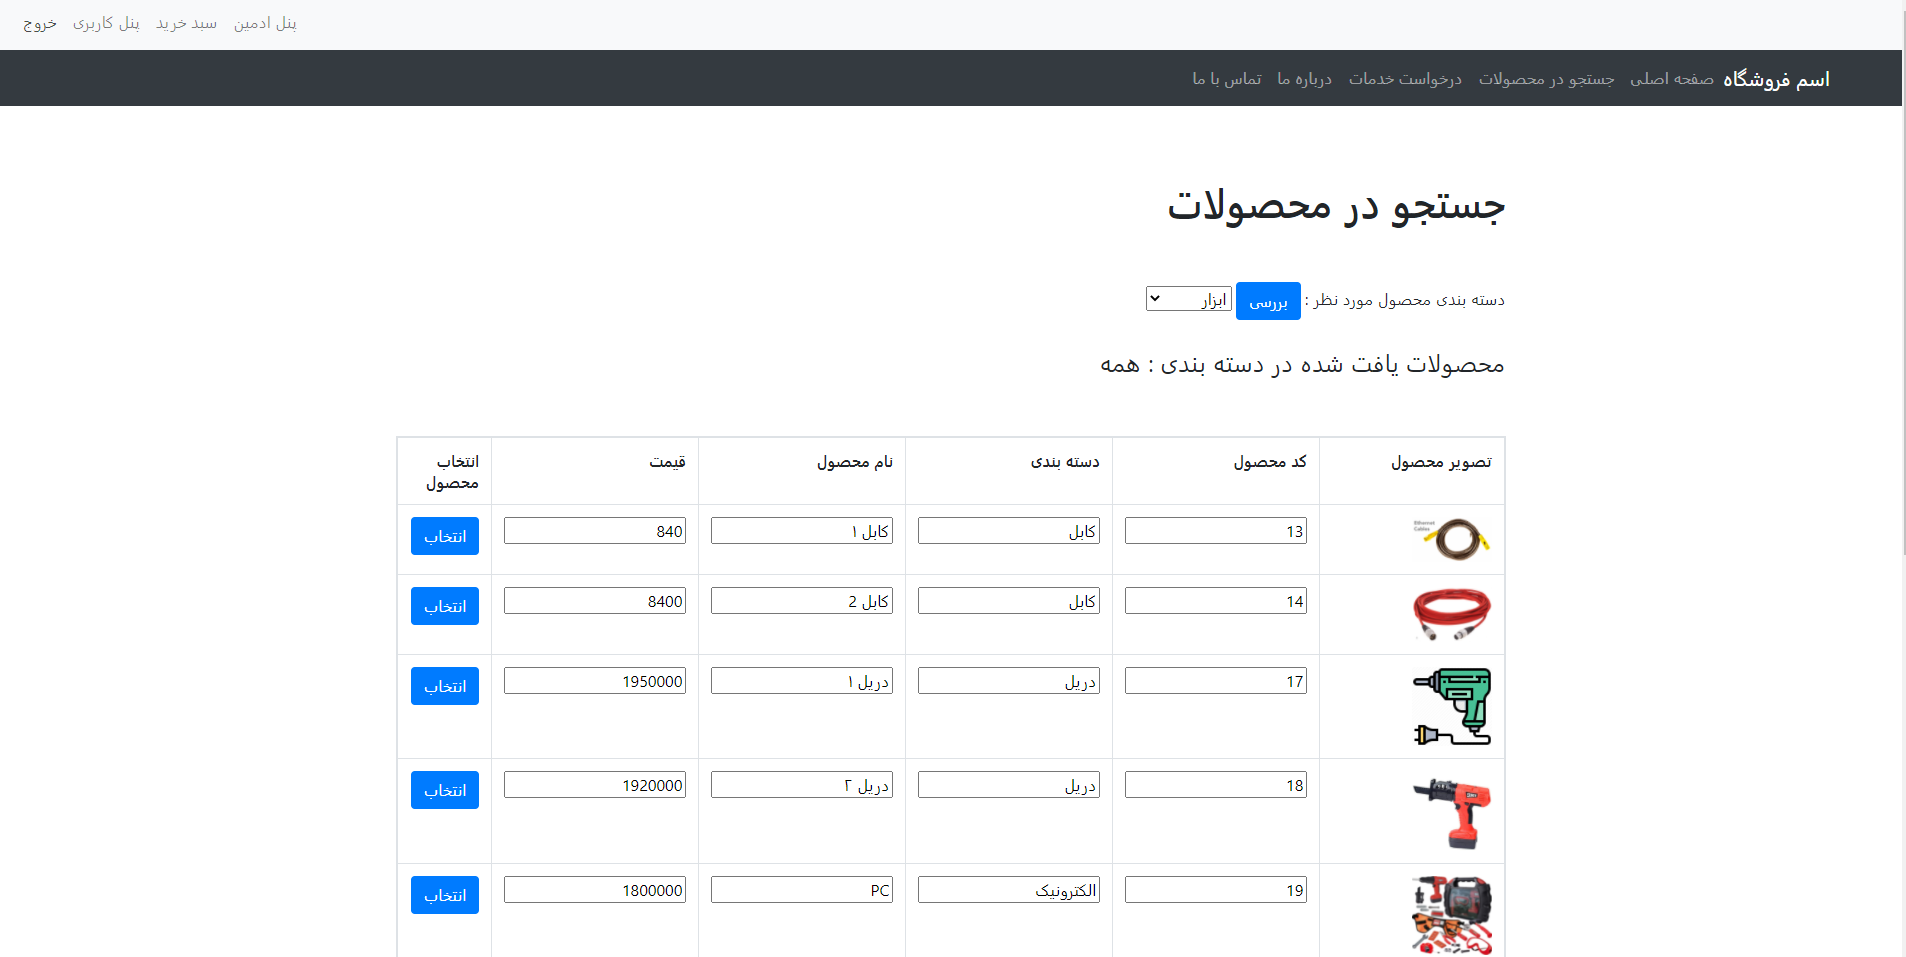 پنل ادمین سبد خرید پنل کاربری خروج
اسم فروشگاه صفحه اصلی جستجو در محصولات درخواست خدمات درباره ما تماس با ما
جستجو در محصولات
دسته بندی محصول مورد نظر : بررسی ابزار
محصولات یافت شده در دسته بندی : همه
تصویر محصول کد محصول دسته بندی نام محصول قیمت انتخاب محصول
Ethernet
Cables
13 کابل کابل ۱ 840 انتخاب
14 کابل کابل 2 8400 انتخاب
17 دریل دریل ۱ 1950000 انتخاب
18 دریل دریل ۲ 1920000 انتخاب
19 الکترونیک PC 1800000 انتخاب